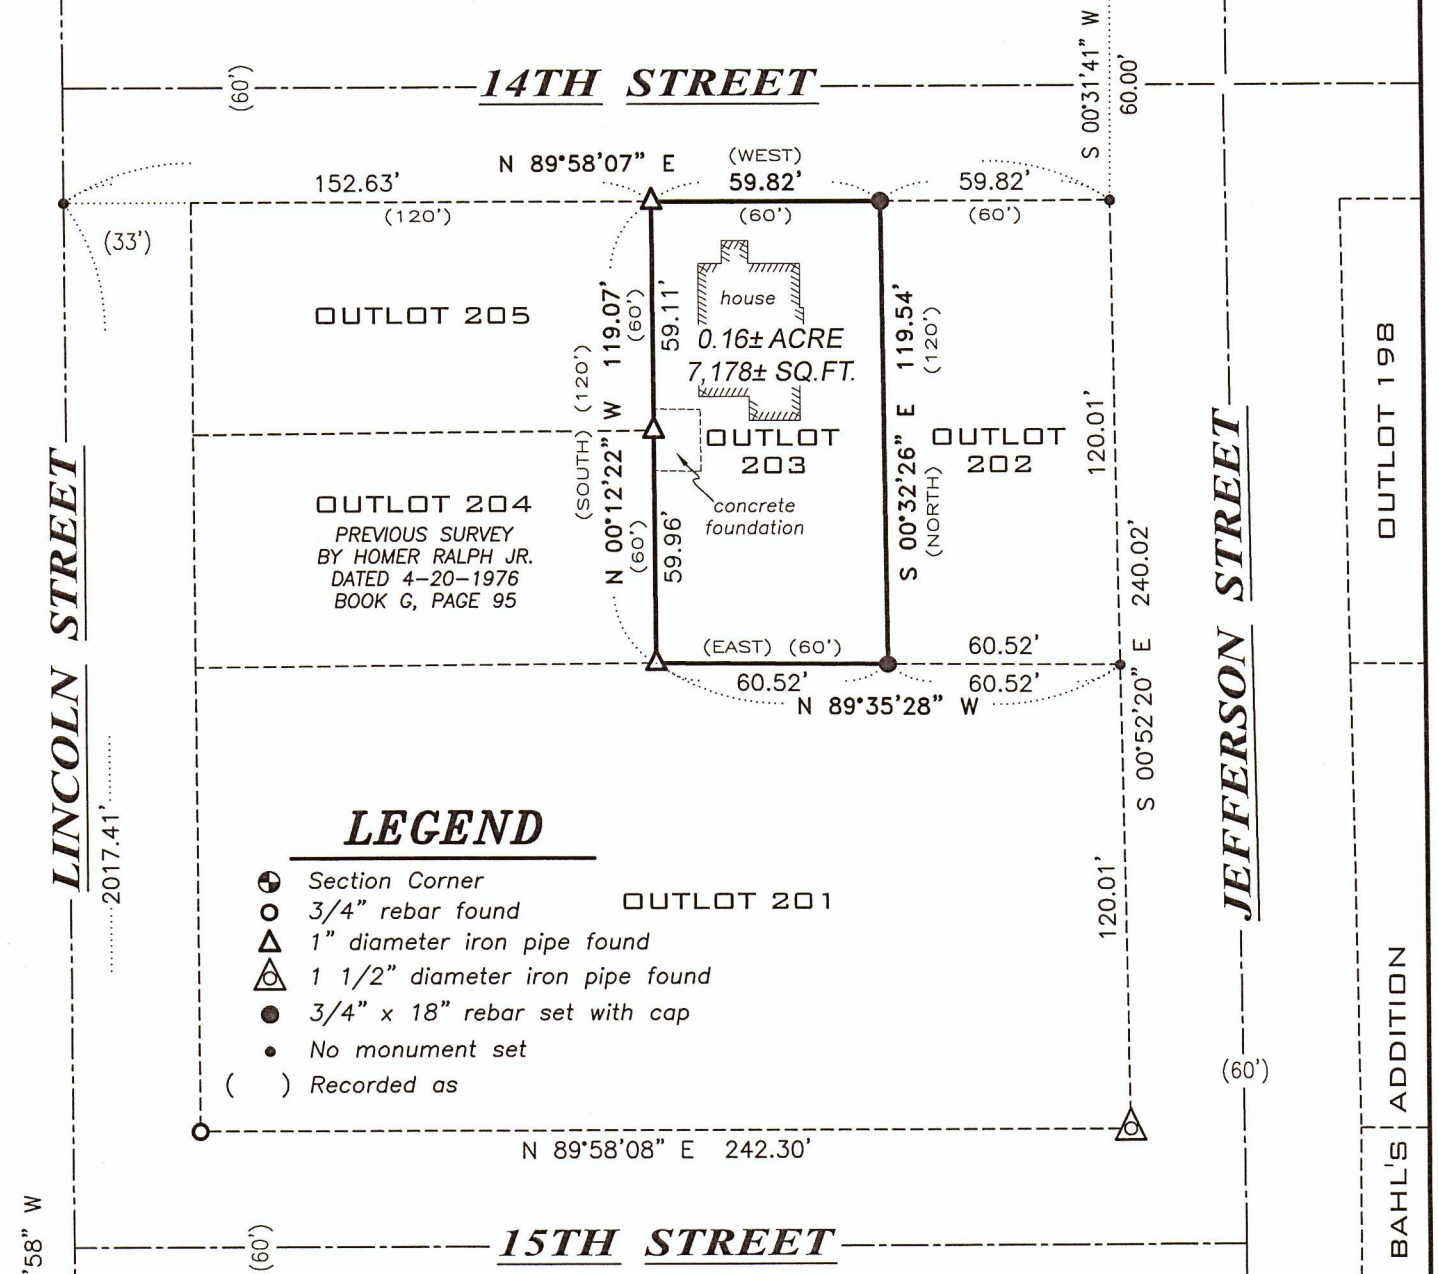 14TH STREET
(60')
S 00°31'41" W
60.00'
N 89°58'07" E
(WEST)
152.63'
59.82'
59.82'
(120')
(60')
(60')
(33')
OUTLOT 205
119.07'
(60')
59.11'
house
0.16± ACRE
7,178± SQ.FT.
119.54'
(120')
OUTLOT 198
(SOUTH) (120')
N 00°12'22" W
OUTLOT
203
S 00°32'26" E
(NORTH)
OUTLOT
202
120.01'
OUTLOT 204
PREVIOUS SURVEY
BY HOMER RALPH JR.
DATED 4-20-1976
BOOK G, PAGE 95
(60')
59.96'
concrete
foundation
LINCOLN STREET
JEFFERSON STREET
S 00°52'20" E 240.02'
(EAST) (60')
60.52'
60.52'
60.52'
N 89°35'28" W
2017.41'
LEGEND
Section Corner
3/4" rebar found
1" diameter iron pipe found
1 1/2" diameter iron pipe found
3/4" x 18" rebar set with cap
No monument set
( ) Recorded as
OUTLOT 201
120.01'
(60')
BAHL'S ADDITION
N 89°58'08" E 242.30'
'58" W
(60')
15TH STREET